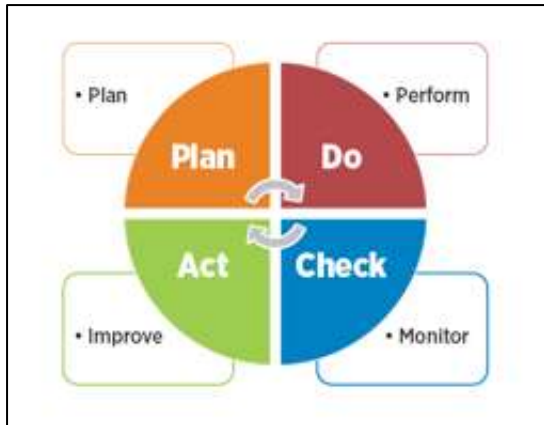 • Plan
• Perform
Plan
Do
Act
Check
• Improve
• Monitor